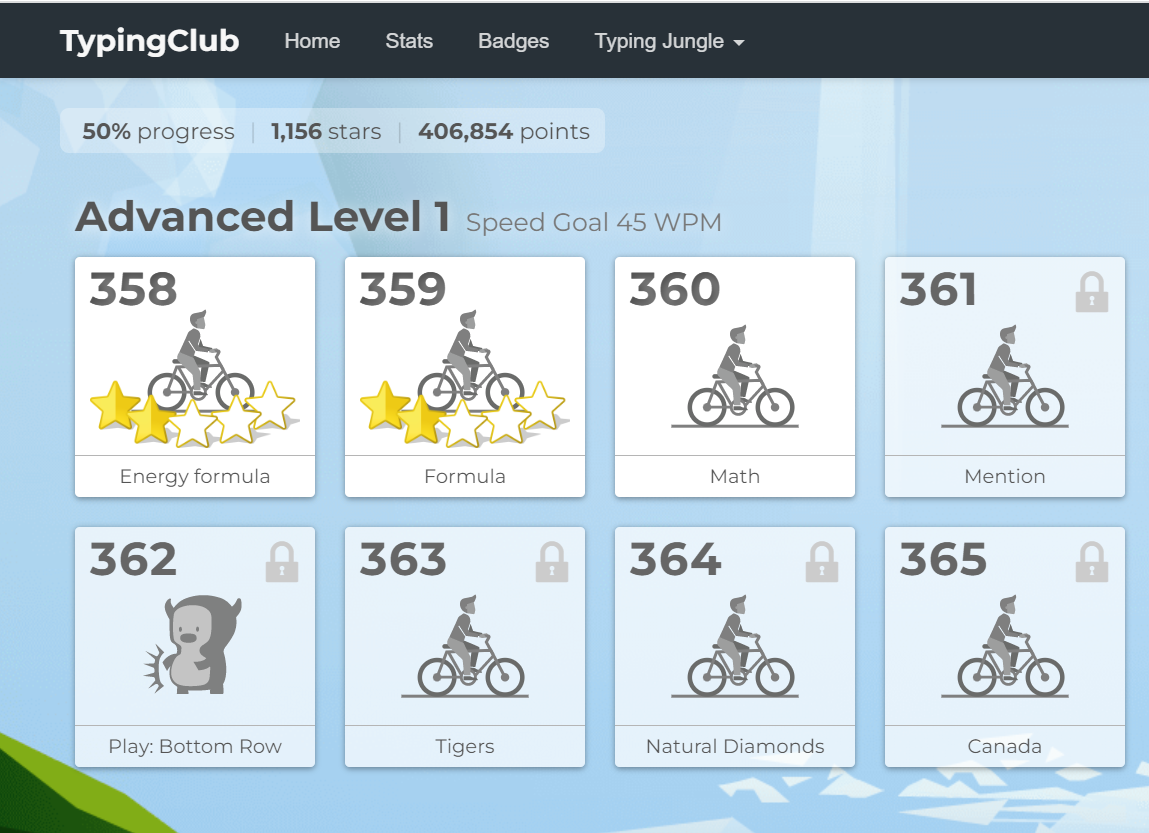 TypingClub Home Stats Badges Typing Jungle
50% progress | 1,156 stars | 406,854 points
Advanced Level 1 Speed Goal 45 WPM
358 359 360 361
Energy formula Formula Math Mention
362 363 364 365
Play: Bottom Row Tigers Natural Diamonds Canada